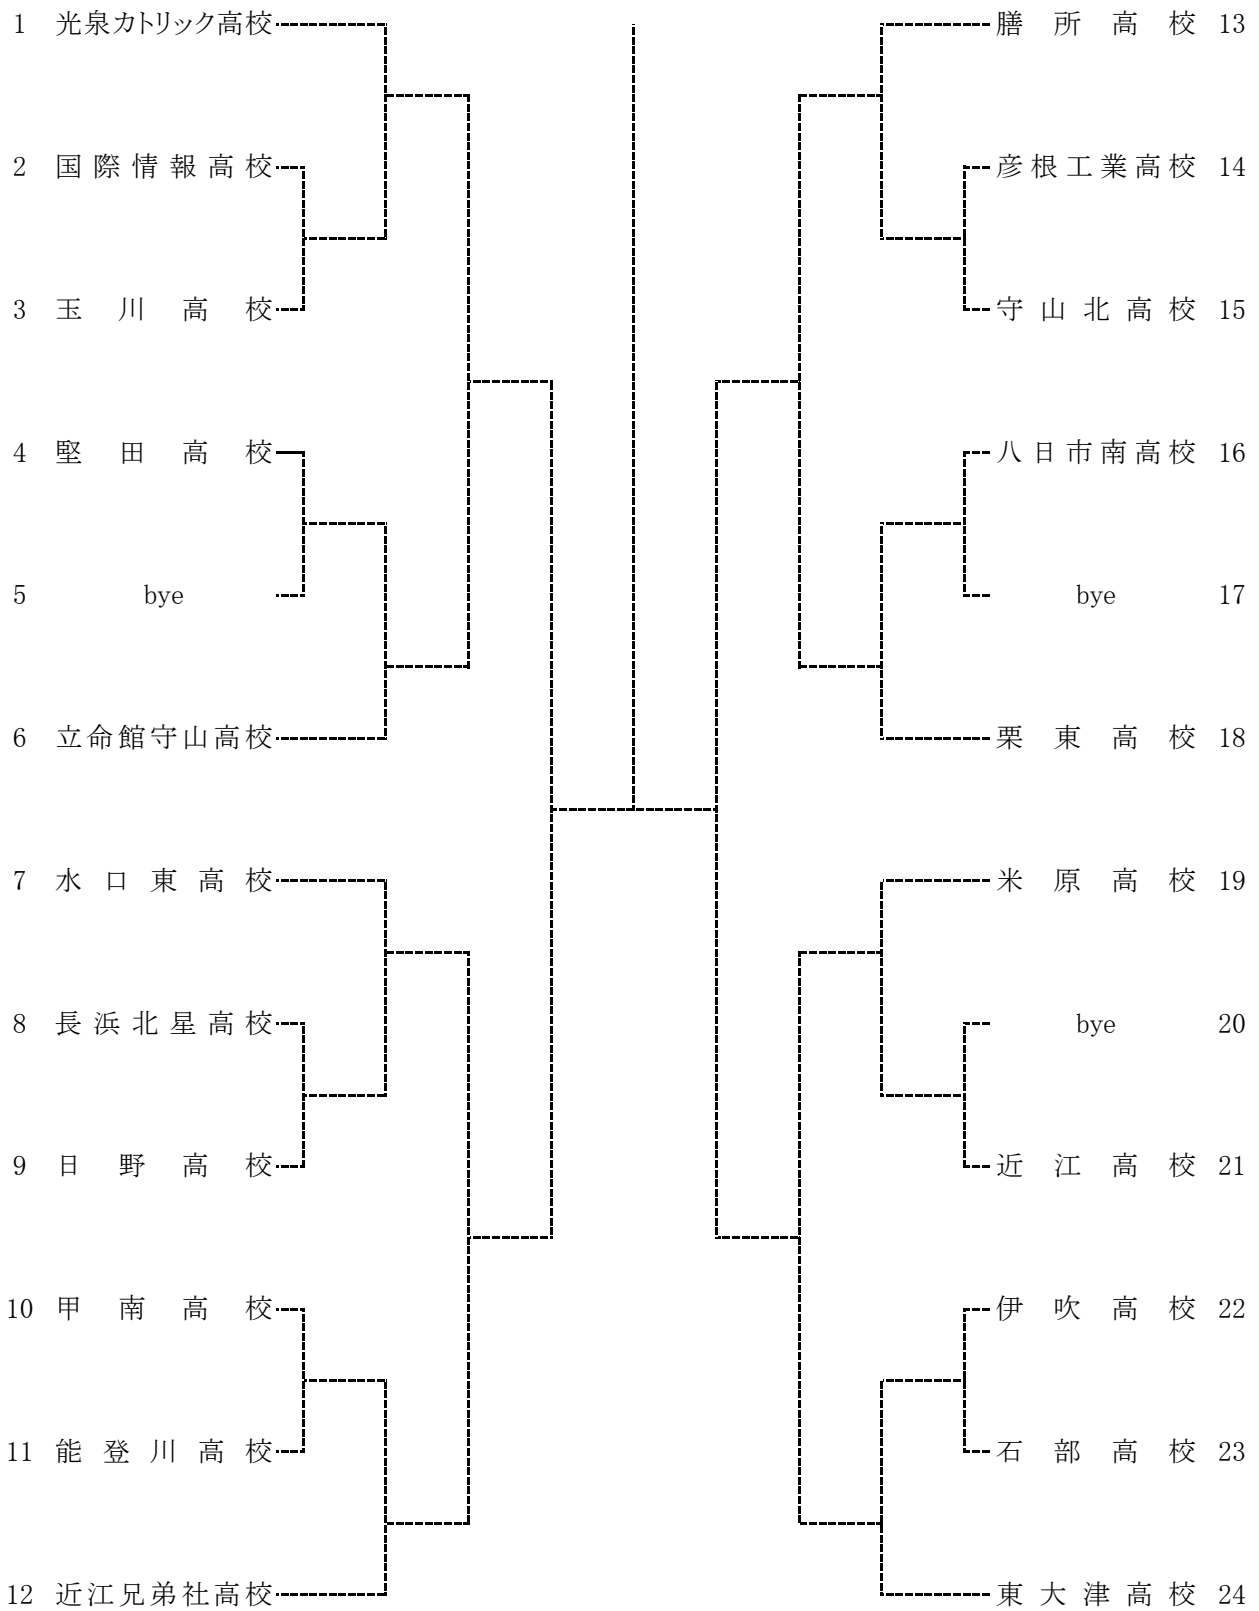 1 光泉カトリック高校
2 国際情報高校
3 玉川高校
4 堅田高校
5 bye
6 立命館守山高校
7 水口東高校
8 長浜北星高校
9 日野高校
10 甲南高校
11 能登川高校
12 近江兄弟社高校
膳所高校 13
彦根工業高校 14
守山北高校 15
八日市南高校 16
bye 17
栗東高校 18
米原高校 19
bye 20
近江高校 21
伊吹高校 22
石部高校 23
東大津高校 24